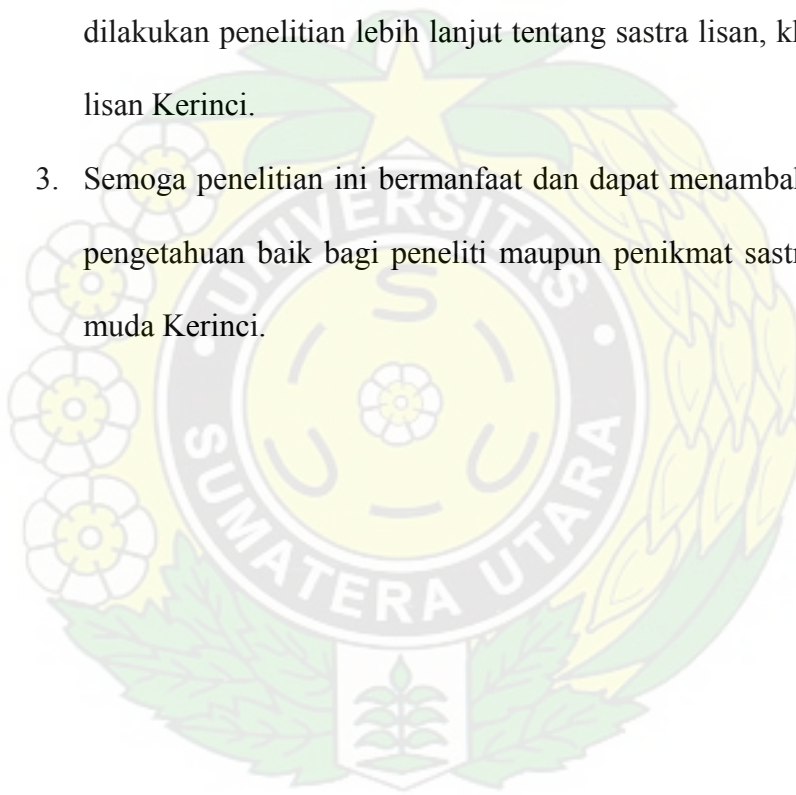 dilakukan penelitian lebih lanjut tentang sastra lisan,
lisan Kerinci.
3. Semoga penelitian ini bermanfaat dan dapat
pengetahuan baik bagi peneliti maupun penikmat
muda Kerinci.
UNIVERSITAS
SUMATERA UTARA